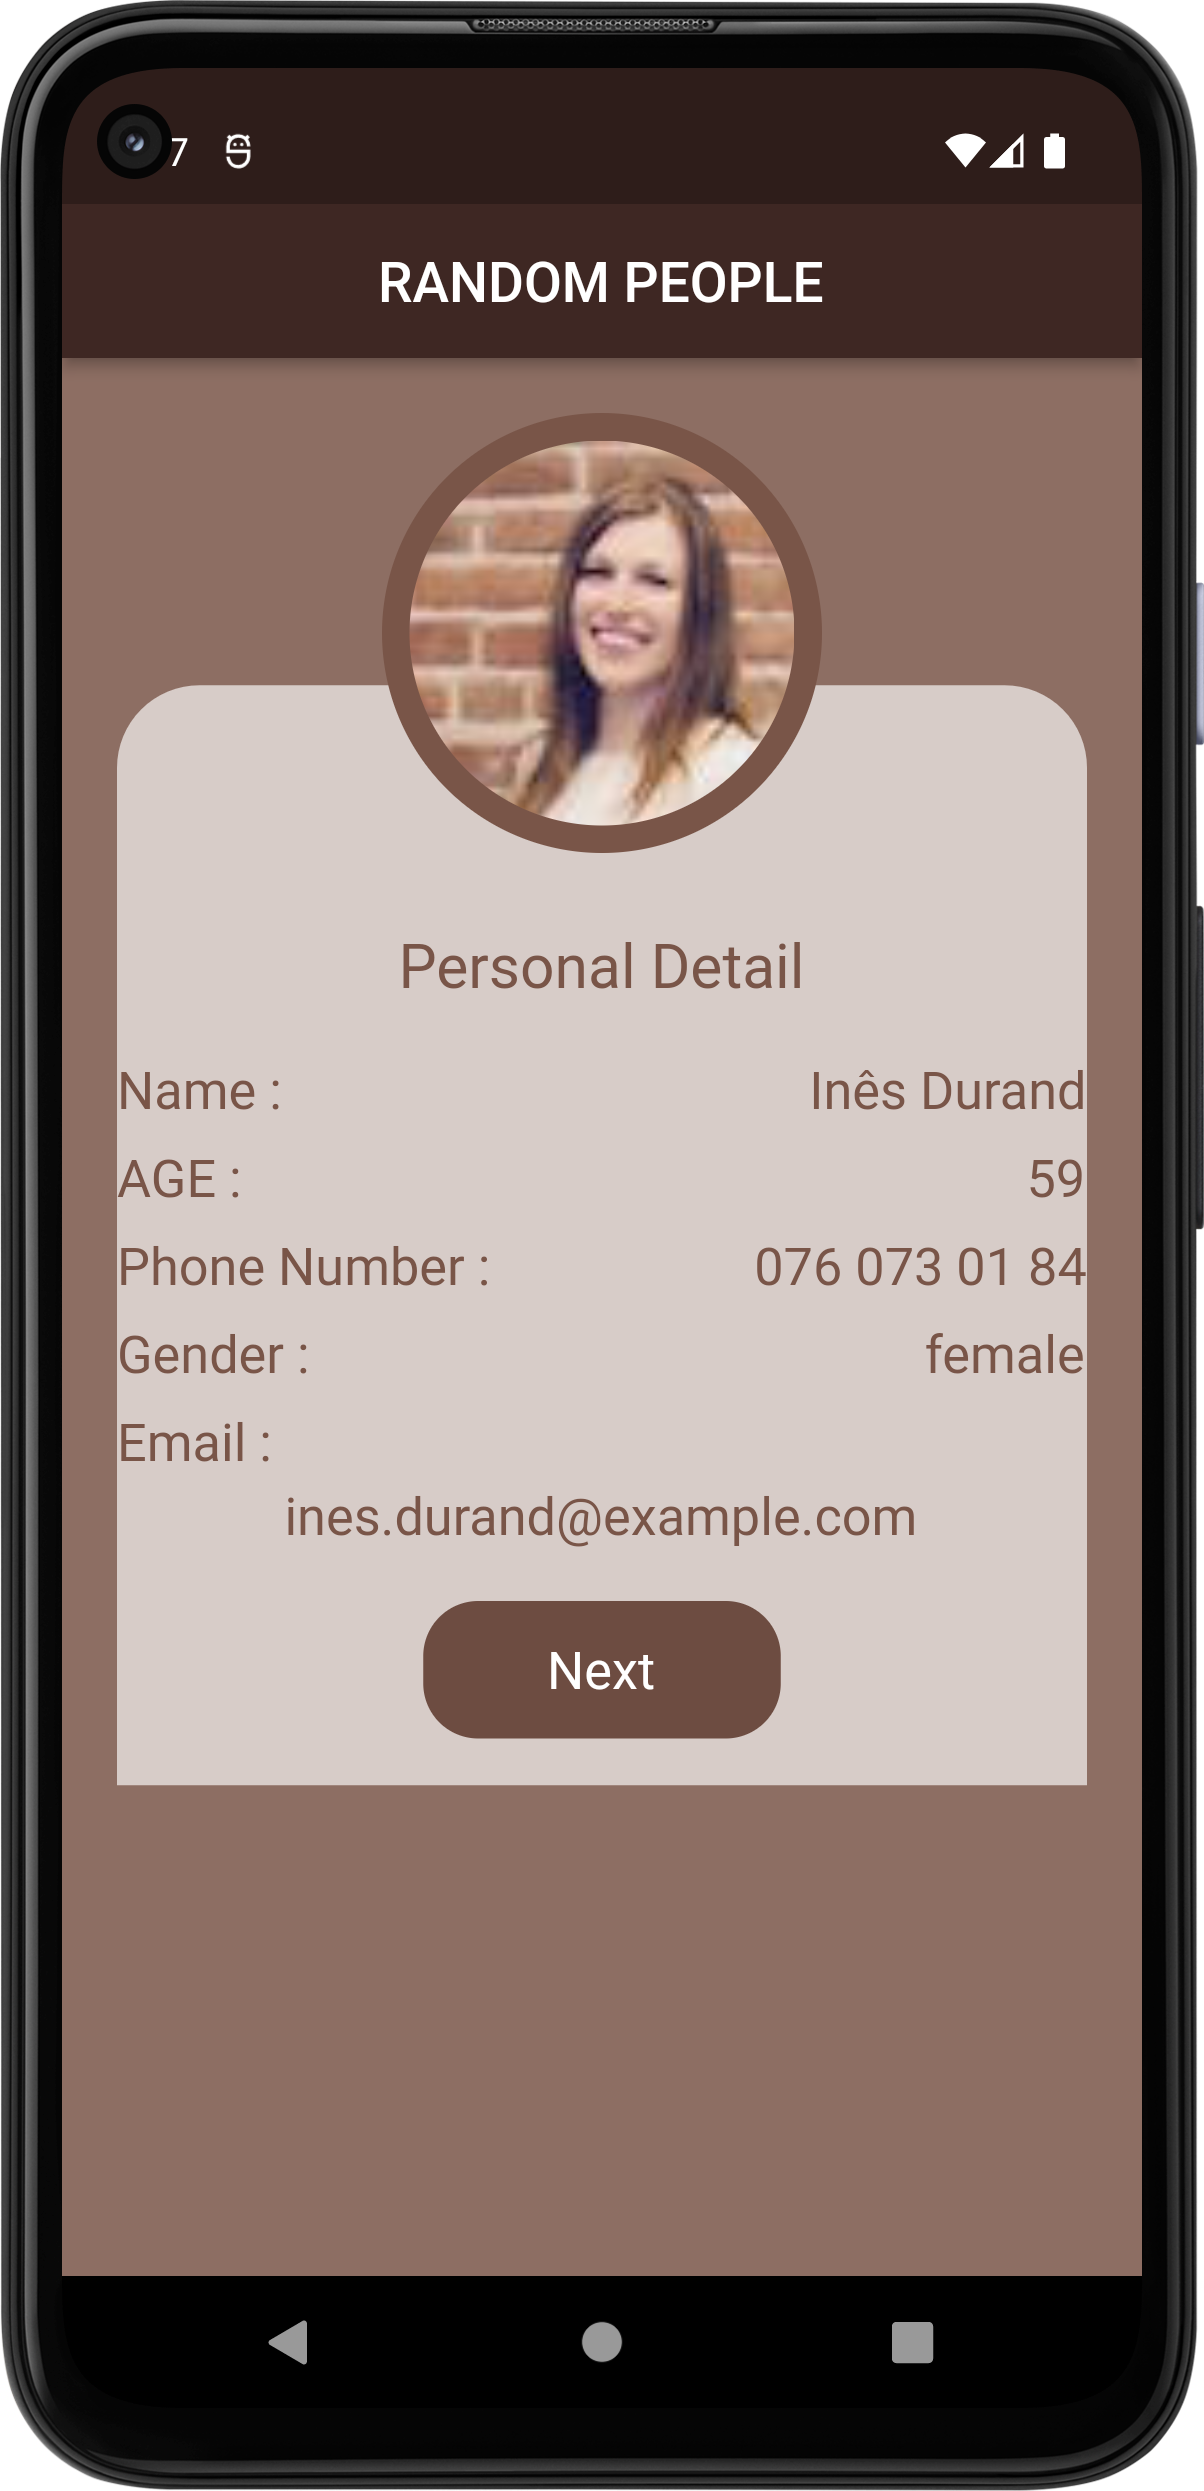 7
RANDOM PEOPLE
Personal Detail
Name : Inês Durand
AGE : 59
Phone Number : 076 073 01 84
Gender : female
Email :
ines.durand@example.com
Next